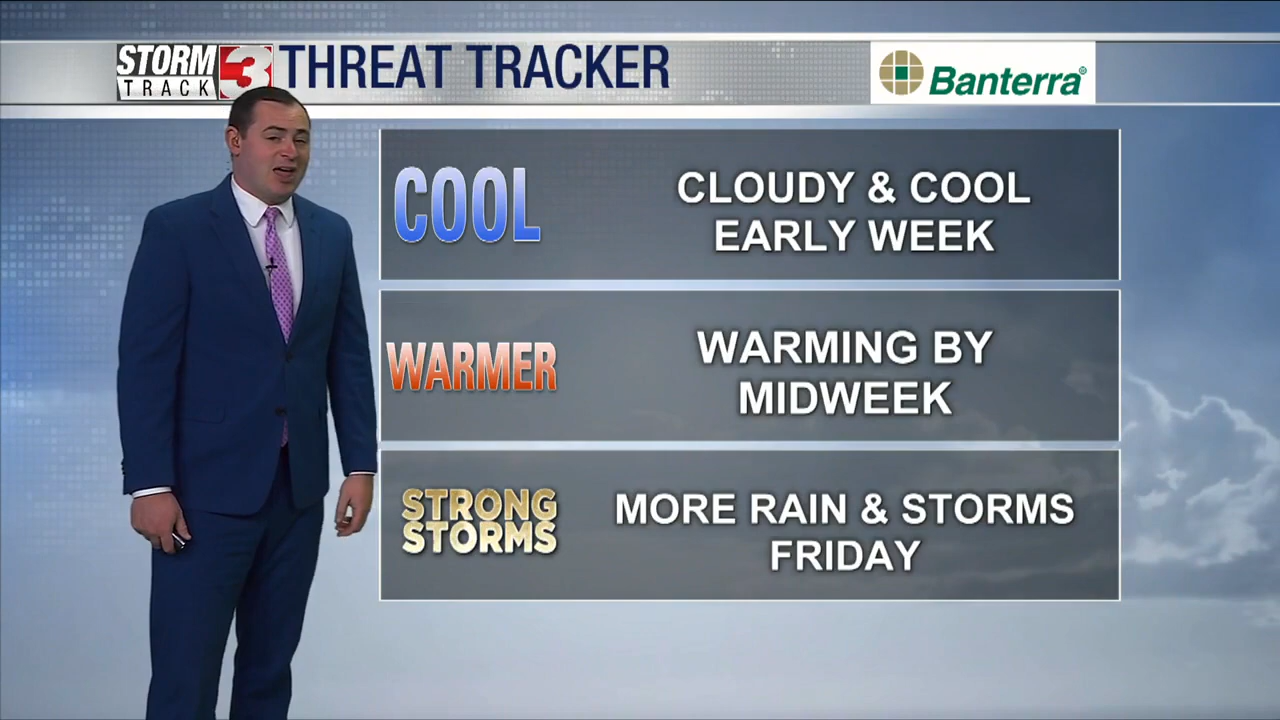 STORM
TRACK 3
THREAT TRACKER
Banterra®
COOL
CLOUDY & COOL
EARLY WEEK
WARMER
WARMING BY
MIDWEEK
STRONG
STORMS
MORE RAIN & STORMS
FRIDAY